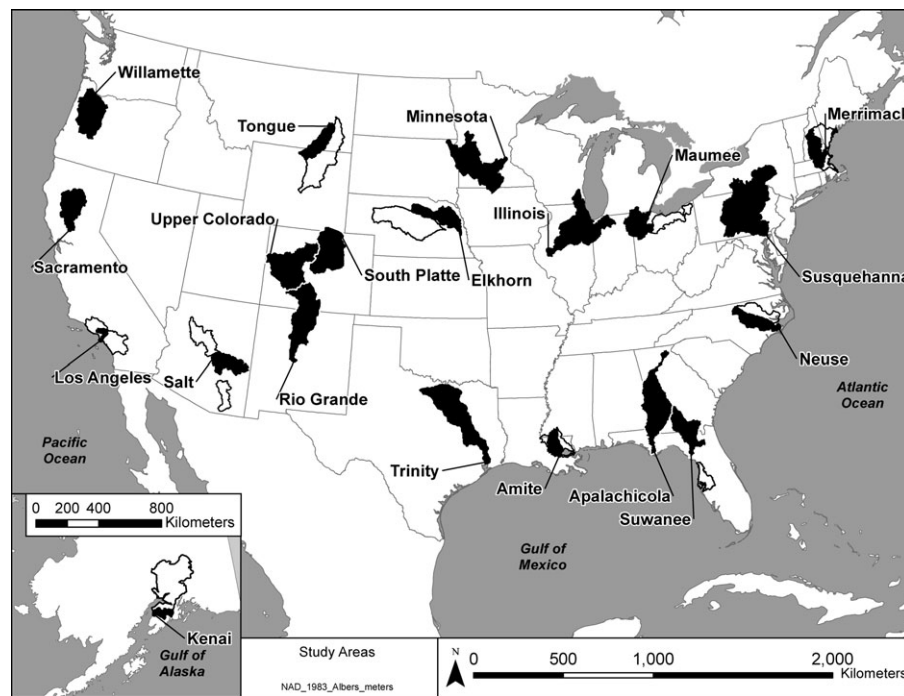 Willamette
Tongue
Minnesota
Merrimack
Maumee
Upper Colorado
Illinois
South Platte
Elkhorn
Susquehanna
Sacramento
Neuse
Los Angeles
Salt
Rio Grande
Atlantic
Ocean
Pacific
Ocean
Trinity
Amite
Apalachicola
Suwanee
0 200 400 800
Kilometers
Gulf of
Mexico
Kenai
Gulf of
Alaska
Study Areas
NAD_1983_Albers_meters
N
0 500 1,000 2,000
Kilometers